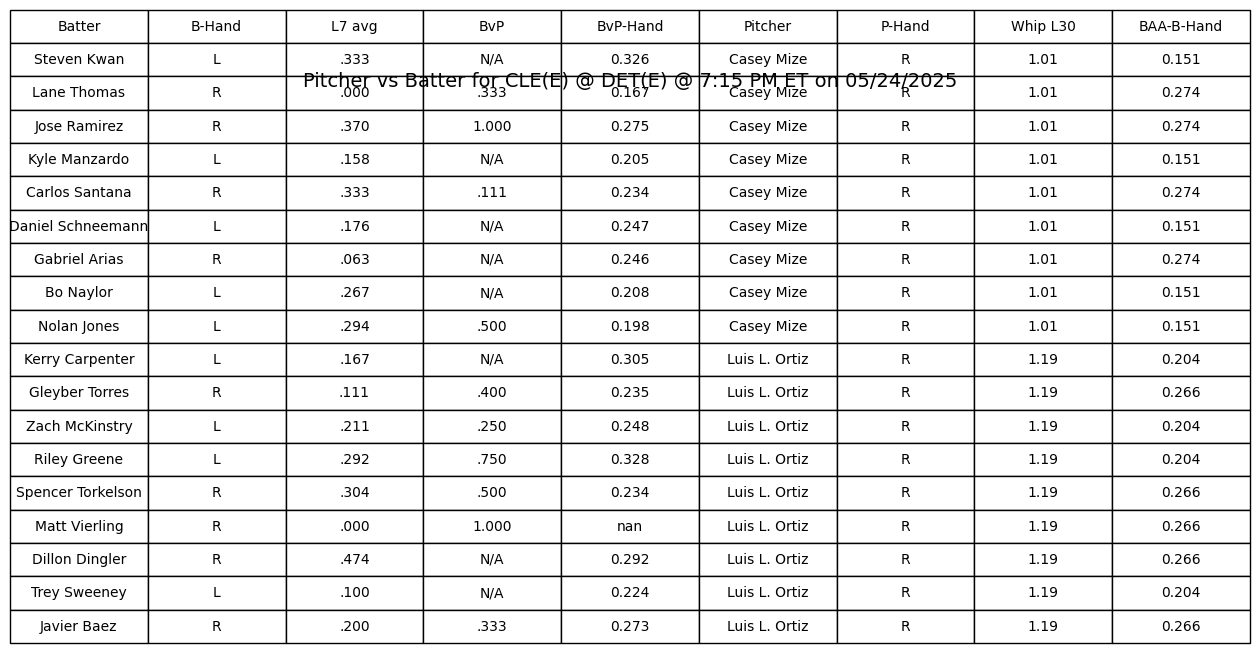 Batter B-Hand L7 avg BvP BvP-Hand Pitcher P-Hand Whip L30 BAA-B-Hand
Steven Kwan L .333 N/A 0.326 Casey Mize R 1.01 0.151
Pitcher vs Batter for CLE(E) @ DET(E) @ 7:15 PM ET on 05/24/2025
Lane Thomas R .000 .333 0.167 Casey Mize R 1.01 0.274
Jose Ramirez R .370 1.000 0.275 Casey Mize R 1.01 0.274
Kyle Manzardo L .158 N/A 0.205 Casey Mize R 1.01 0.151
Carlos Santana R .333 .111 0.234 Casey Mize R 1.01 0.274
Daniel Schneemann L .176 N/A 0.247 Casey Mize R 1.01 0.151
Gabriel Arias R .063 N/A 0.246 Casey Mize R 1.01 0.274
Bo Naylor L .267 N/A 0.208 Casey Mize R 1.01 0.151
Nolan Jones L .294 .500 0.198 Casey Mize R 1.01 0.151
Kerry Carpenter L .167 N/A 0.305 Luis L. Ortiz R 1.19 0.204
Gleyber Torres R .111 .400 0.235 Luis L. Ortiz R 1.19 0.266
Zach McKinstry L .211 .250 0.248 Luis L. Ortiz R 1.19 0.204
Riley Greene L .292 .750 0.328 Luis L. Ortiz R 1.19 0.204
Spencer Torkelson R .304 .500 0.234 Luis L. Ortiz R 1.19 0.266
Matt Vierling R .000 1.000 nan Luis L. Ortiz R 1.19 0.266
Dillon Dingler R .474 N/A 0.292 Luis L. Ortiz R 1.19 0.266
Trey Sweeney L .100 N/A 0.224 Luis L. Ortiz R 1.19 0.204
Javier Baez R .200 .333 0.273 Luis L. Ortiz R 1.19 0.266